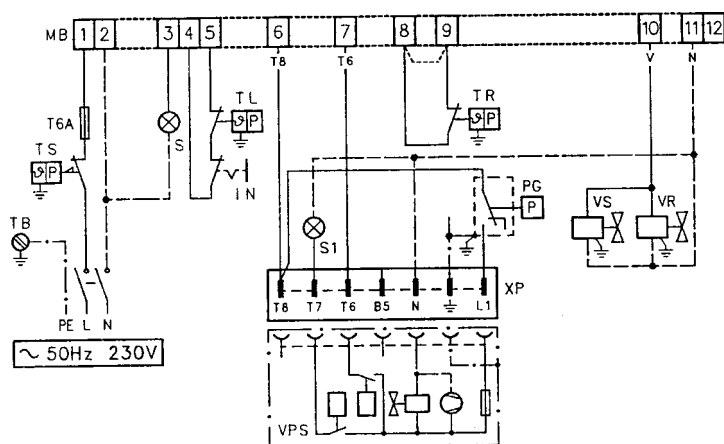 MB 1 2 3 4 5 6 7 8 9 10 11 12
T8 T6 V N
T6A
TL
ϑ P
S
TR
ϑ P
TS
ϑ P
IN
PG
P
VS VR
TB
S1
XP
T8 T7 T6 B5 N L1
PE L N
~ 50Hz 230V
VPS